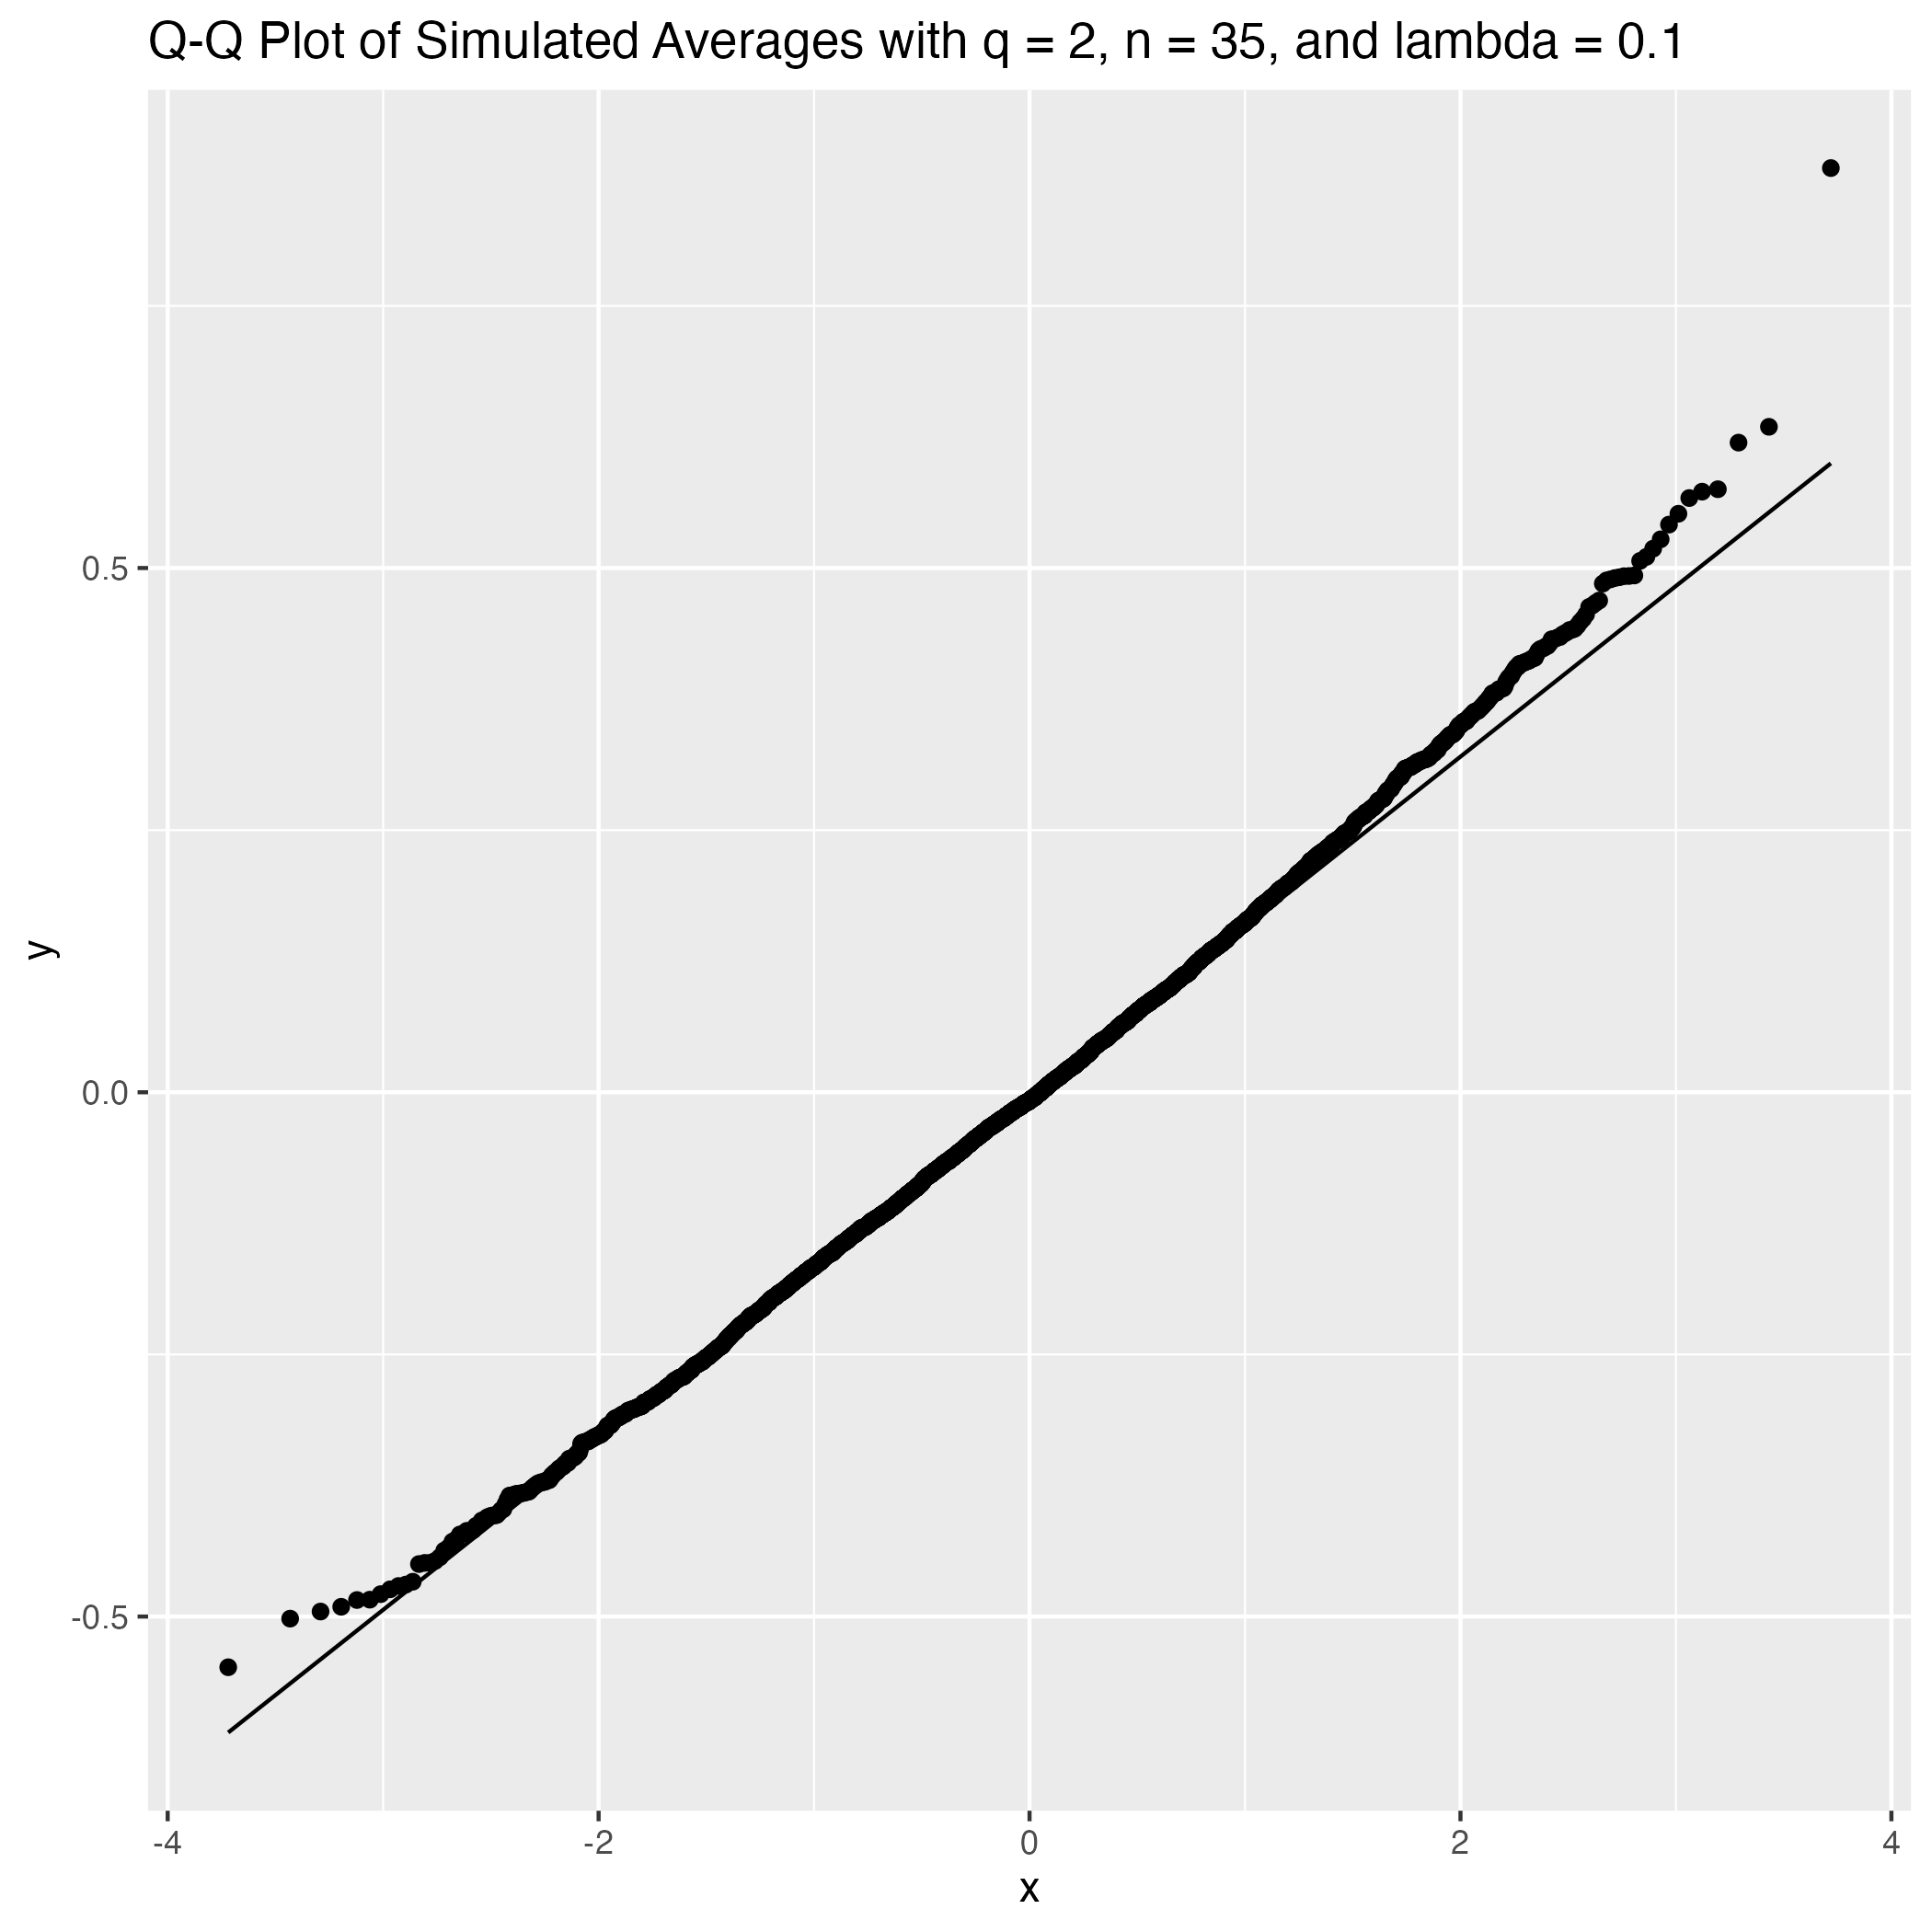 Q-Q Plot of Simulated Averages with q = 2, n = 35, and lambda = 0.1
0.5
0.0
-0.5
y
-4
-2
0
2
4
x